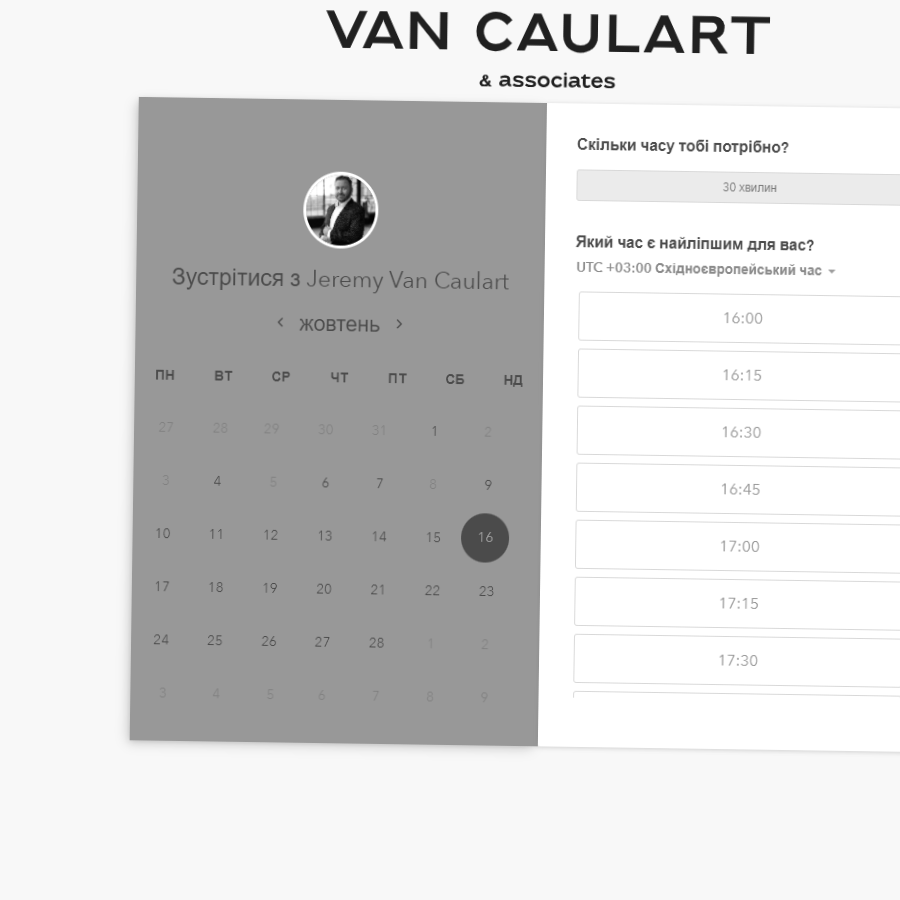 VAN CAULART
& associates
Зустрітися з Jeremy Van Caulart
‹ жовтень ›
ПН ВТ СР ЧТ ПТ СБ НД
27 28 29 30 31 1 2
3 4 5 6 7 8 9
10 11 12 13 14 15 16
17 18 19 20 21 22 23
24 25 26 27 28 1 2
3 4 5 6 7 8 9
Скільки часу тобі потрібно?
30 хвилин
Який час є найліпшим для вас?
UTC +03:00 Східноєвропейський час
16:00
16:15
16:30
16:45
17:00
17:15
17:30